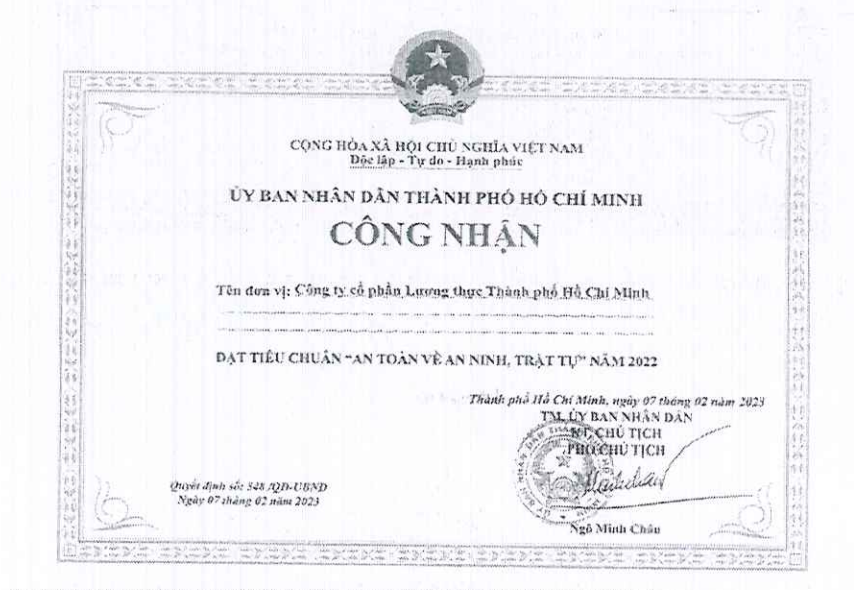 CỘNG HÒA XÃ HỘI CHỦ NGHĨA VIỆT NAM
Độc lập - Tự do - Hạnh phúc
ỦY BAN NHÂN DÂN THÀNH PHỐ HỒ CHÍ MINH
CÔNG NHẬN
Tên đơn vị: Công ty cổ phần Lương thực Thành phố Hồ Chí Minh
ĐẠT TIÊU CHUẨN “AN TOÀN VỀ AN NINH, TRẬT TỰ” NĂM 2022
Thành phố Hồ Chí Minh, ngày 07 tháng 02 năm 2023
TM. ỦY BAN NHÂN DÂN
KT. CHỦ TỊCH
PHÓ CHỦ TỊCH
Quyết định số: 548 /QĐ-UBND
Ngày 07 tháng 02 năm 2023
Ngô Minh Châu